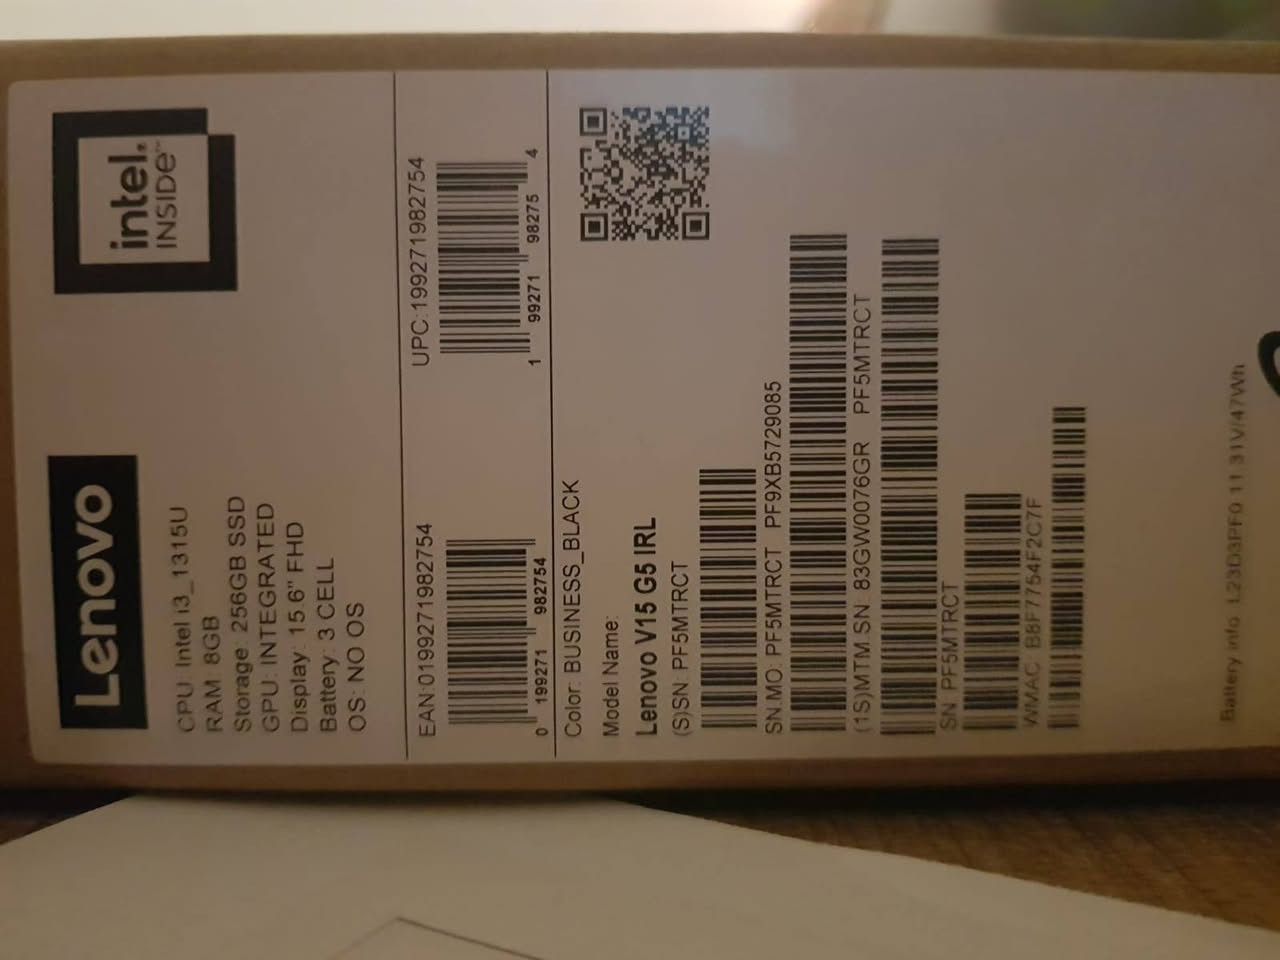 Lenovo
intel.
INSIDE™
CPU: Intel I3_1315U
RAM 8GB
Storage: 256GB SSD
GPU: INTEGRATED
Display: 15.6" FHD
Battery: 3 CELL
OS: NO OS
EAN:0199271982754
0 199271 982754
UPC:199271982754
1 99271 98275 4
Color: BUSINESS_BLACK
Model Name:
Lenovo V15 G5 IRL
(S)SN: PF5MTRCT
SN.MO: PF5MTRCT PF9XB5729085
(1S)MTM.SN 83GW0076GR PF5MTRCT
SN PF5MTRCT
WMAC B8F7754F2C7F
Battery info L23D3PF0 11.31V/47Wh